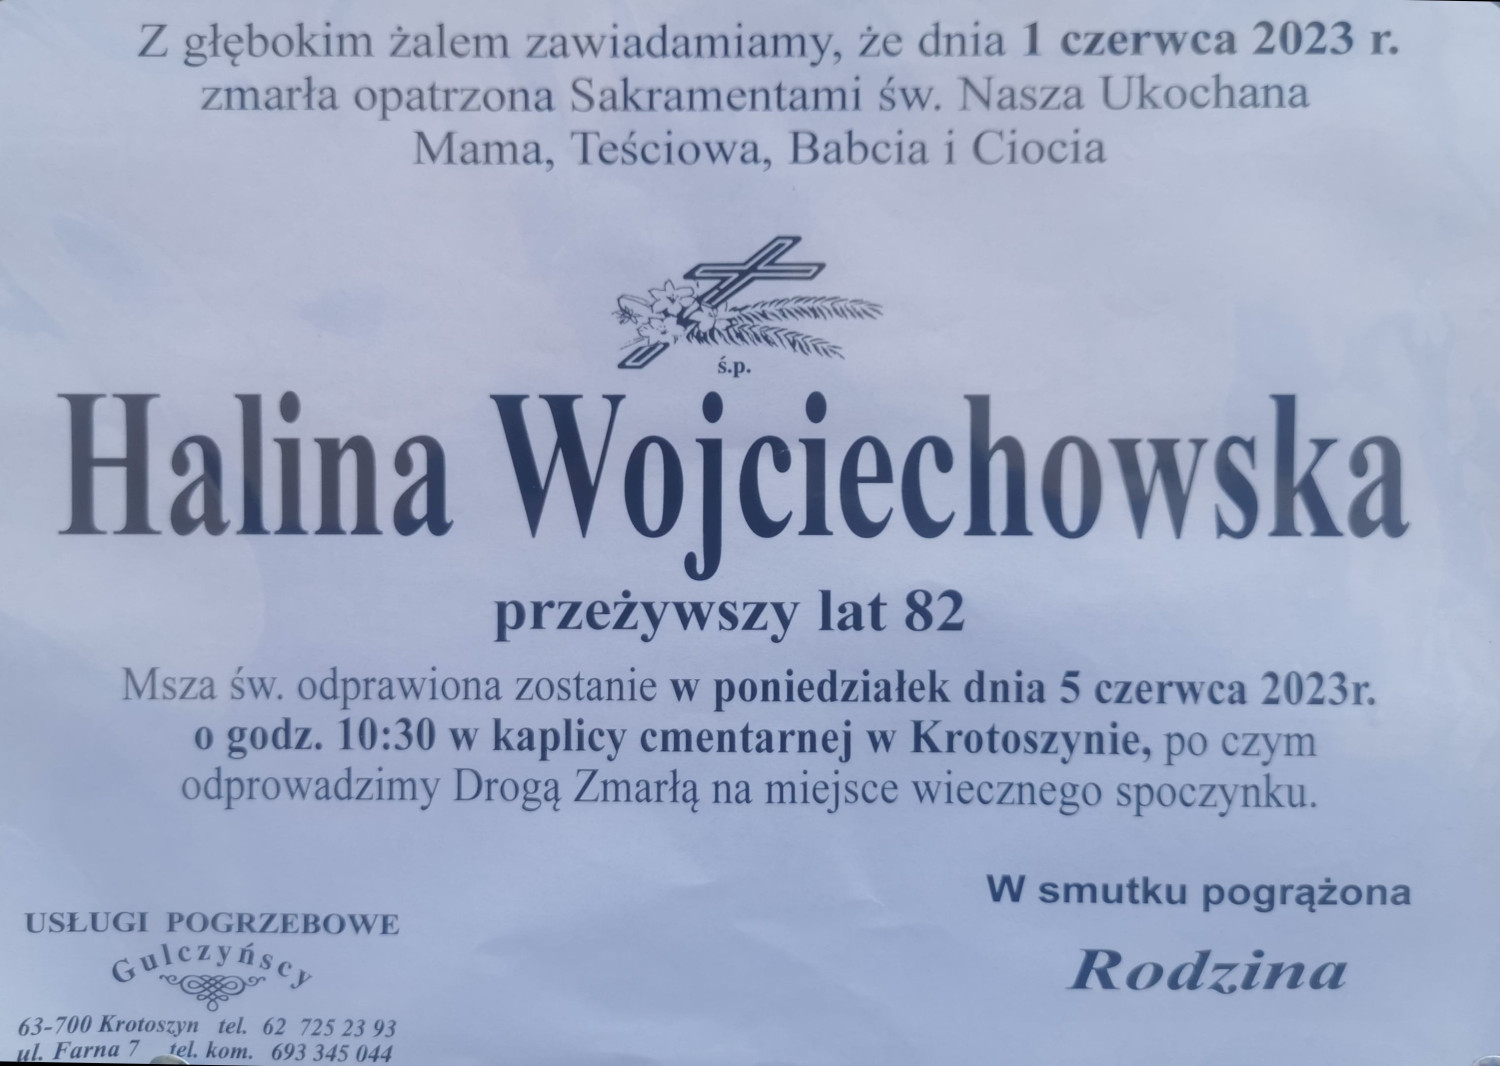 Z głębokim żalem zawiadamiamy, że dnia 1 czerwca 2023 r.
zmarła opatrzona Sakramentami św. Nasza Ukochana
Mama, Teściowa, Babcia i Ciocia
ś.p.
Halina Wojciechowska
przeżywszy lat 82
Msza św. odprawiona zostanie w poniedziałek dnia 5 czerwca 2023r.
o godz. 10:30 w kaplicy cmentarnej w Krotoszynie, po czym
odprowadzimy Drogą Zmarłą na miejsce wiecznego spoczynku.
W smutku pogrążona
Rodzina
USŁUGI POGRZEBOWE
Gulczyńscy
63-700 Krotoszyn tel. 62 725 23 93
ul. Farna 7 tel. kom. 693 345 044